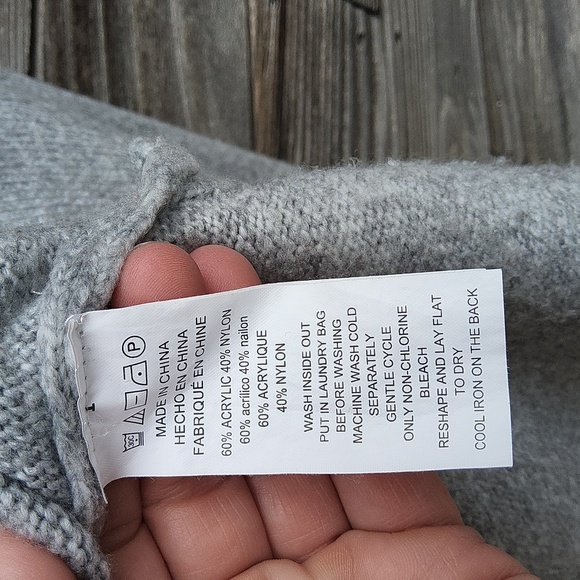 MADE IN CHINA
HECHO EN CHINA
FABRIQUÉ EN CHINE
60% ACRYLIC 40% NYLON
60% acrílico 40% nailon
60% ACRYLIQUE
40% NYLON
WASH INSIDE OUT
PUT IN LAUNDRY BAG
BEFORE WASHING
MACHINE WASH COLD
SEPARATELY
GENTLE CYCLE
ONLY NON-CHLORINE
BLEACH
RESHAPE AND LAY FLAT
TO DRY
COOL IRON ON THE BACK
30C
P